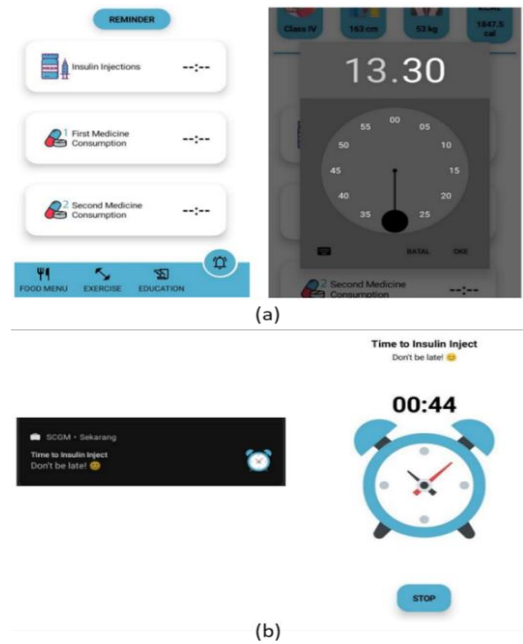 REMINDER
Insulin Injections
--:--
1
First Medicine
Consumption
--:--
2
Second Medicine
Consumption
--:--
FOOD MENU
EXERCISE
EDUCATION
Class IV
163 cm
53 kg
1847.5
cal
13.30
00
05
10
15
20
25
35
40
45
50
55
BATAL
OKE
2
Second Medicine
Consumption
--:--
(a)
SCGM • Sekarang
Time to Insulin Inject
Don't be late! 😊
Time to Insulin Inject
Don't be late! 😊
00:44
STOP
(b)